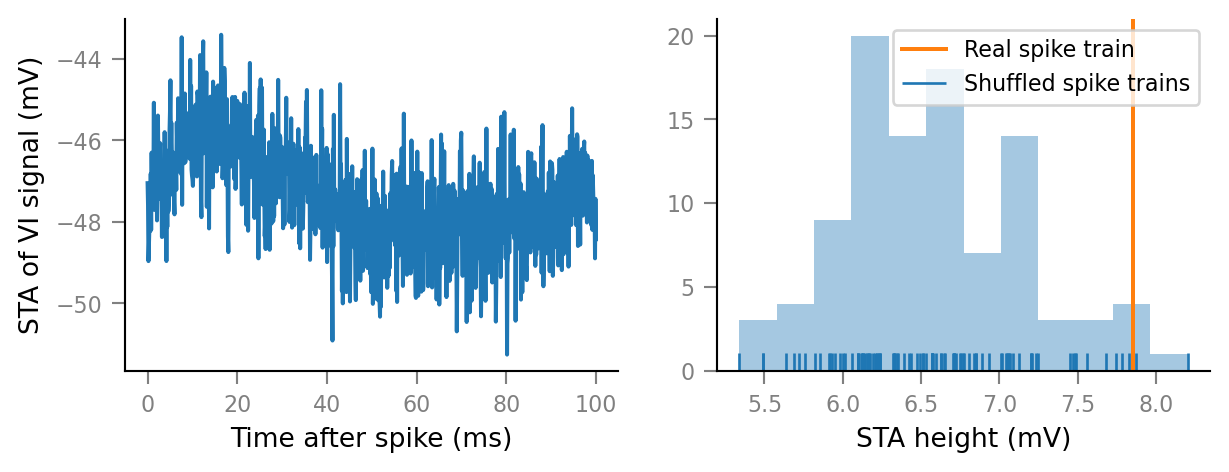 STA of VI signal (mV)
−44
−46
−48
−50
0 20 40 60 80 100
Time after spike (ms)
Real spike train
Shuffled spike trains
20
15
10
5
0
5.5 6.0 6.5 7.0 7.5 8.0
STA height (mV)